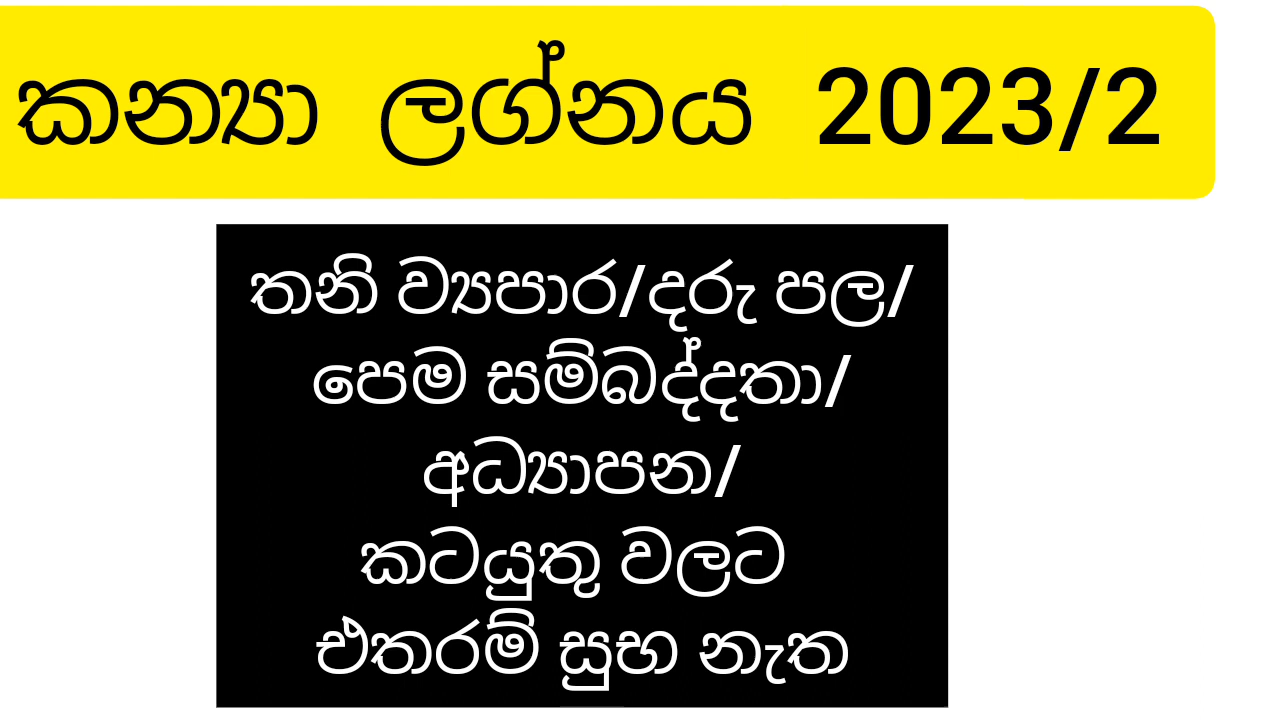 කන්‍යා ලග්නය 2023/2
තනි ව්‍යපාර/දරු පල/
පෙම සම්බද්දතා/
අධ්‍යාපන/
කටයුතු වලට
එතරම් සුභ නැත